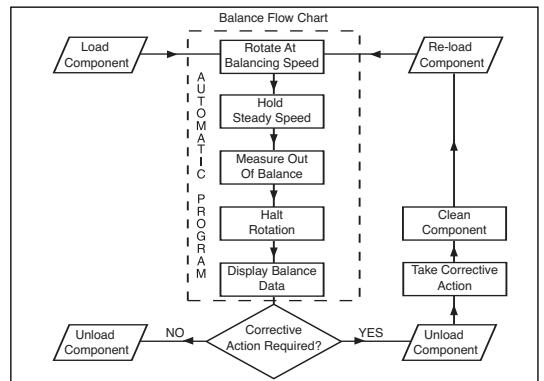 Balance Flow Chart
Load
Component
Rotate At
Balancing Speed
Re-load
Component
AUTOMATIC PROGRAM
Hold
Steady Speed
Measure Out
Of Balance
Halt
Rotation
Clean
Component
Display Balance
Data
Take Corrective
Action
Unload
Component
NO
Corrective
Action Required?
YES
Unload
Component